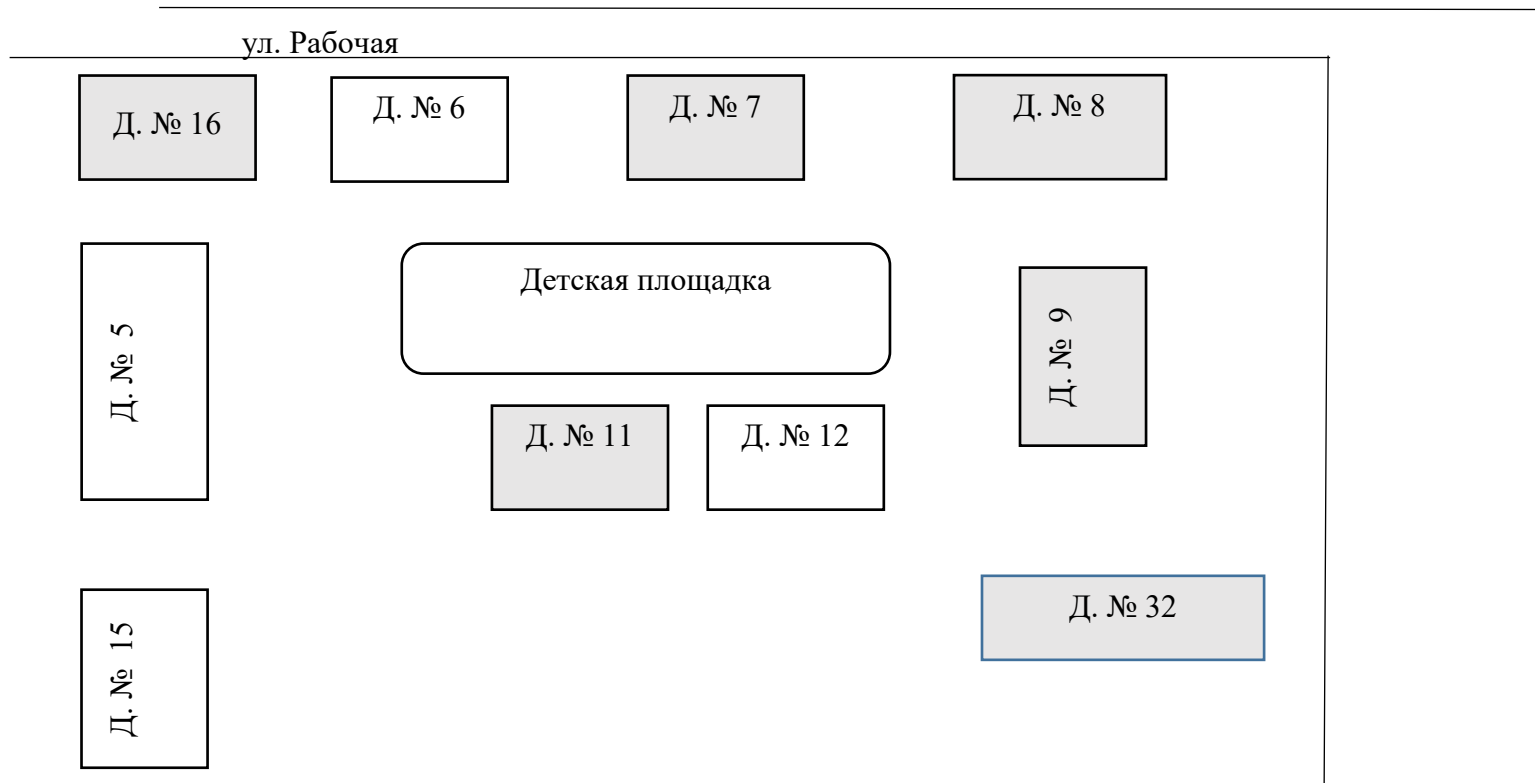 ул. Рабочая
Д. № 16
Д. № 6
Д. № 7
Д. № 8
Детская площадка
Д. № 5
Д. № 9
Д. № 11
Д. № 12
Д. № 32
Д. № 15